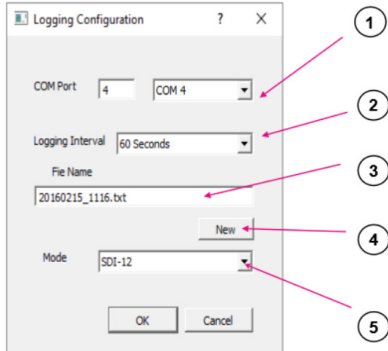 Logging Configuration ? X
1
COM Port 4 COM 4
2
Logging Interval 60 Seconds
Fie Name
3
20160215_1116.txt
New
4
Mode SDI-12
OK Cancel
5